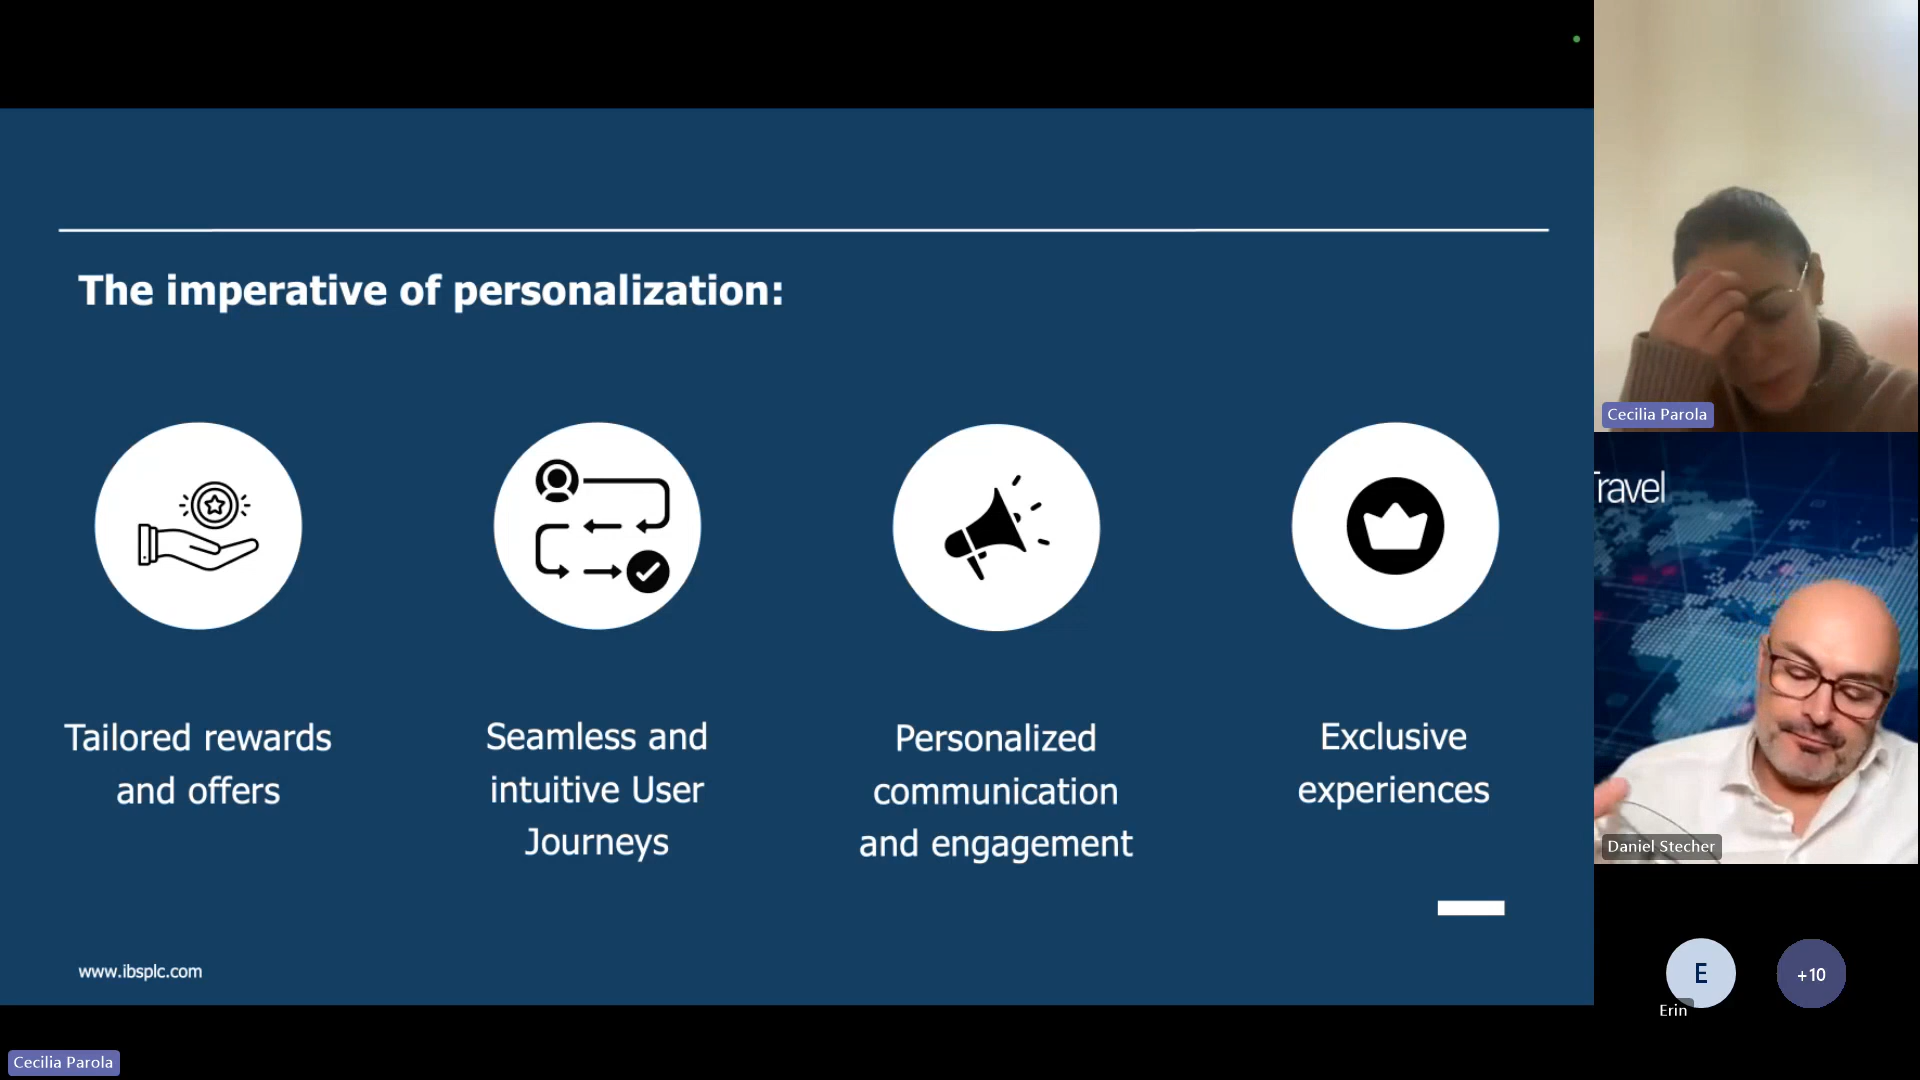 The imperative of personalization:
Tailored rewards
and offers
Seamless and
intuitive User
Journeys
Personalized
communication
and engagement
Exclusive
experiences
www.ibsplc.com
Cecilia Parola
Cecilia Parola
Travel
Daniel Stecher
E
Erin
+10